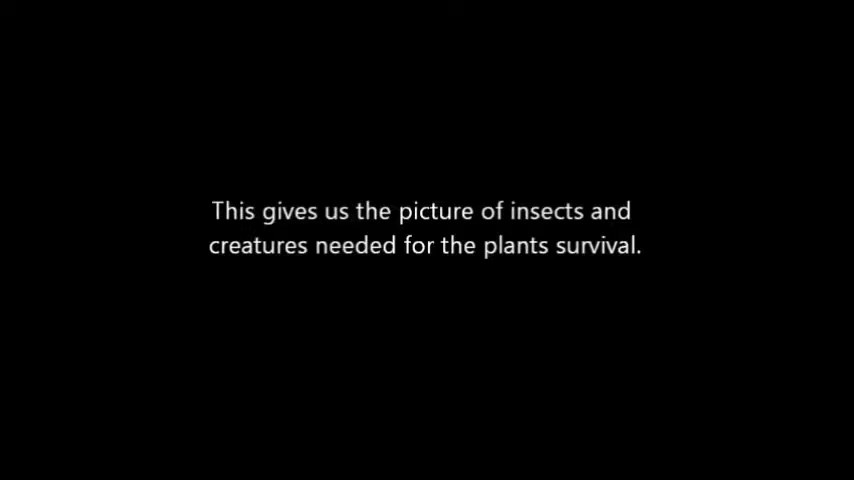 This gives us the picture of insects and
creatures needed for the plants survival.